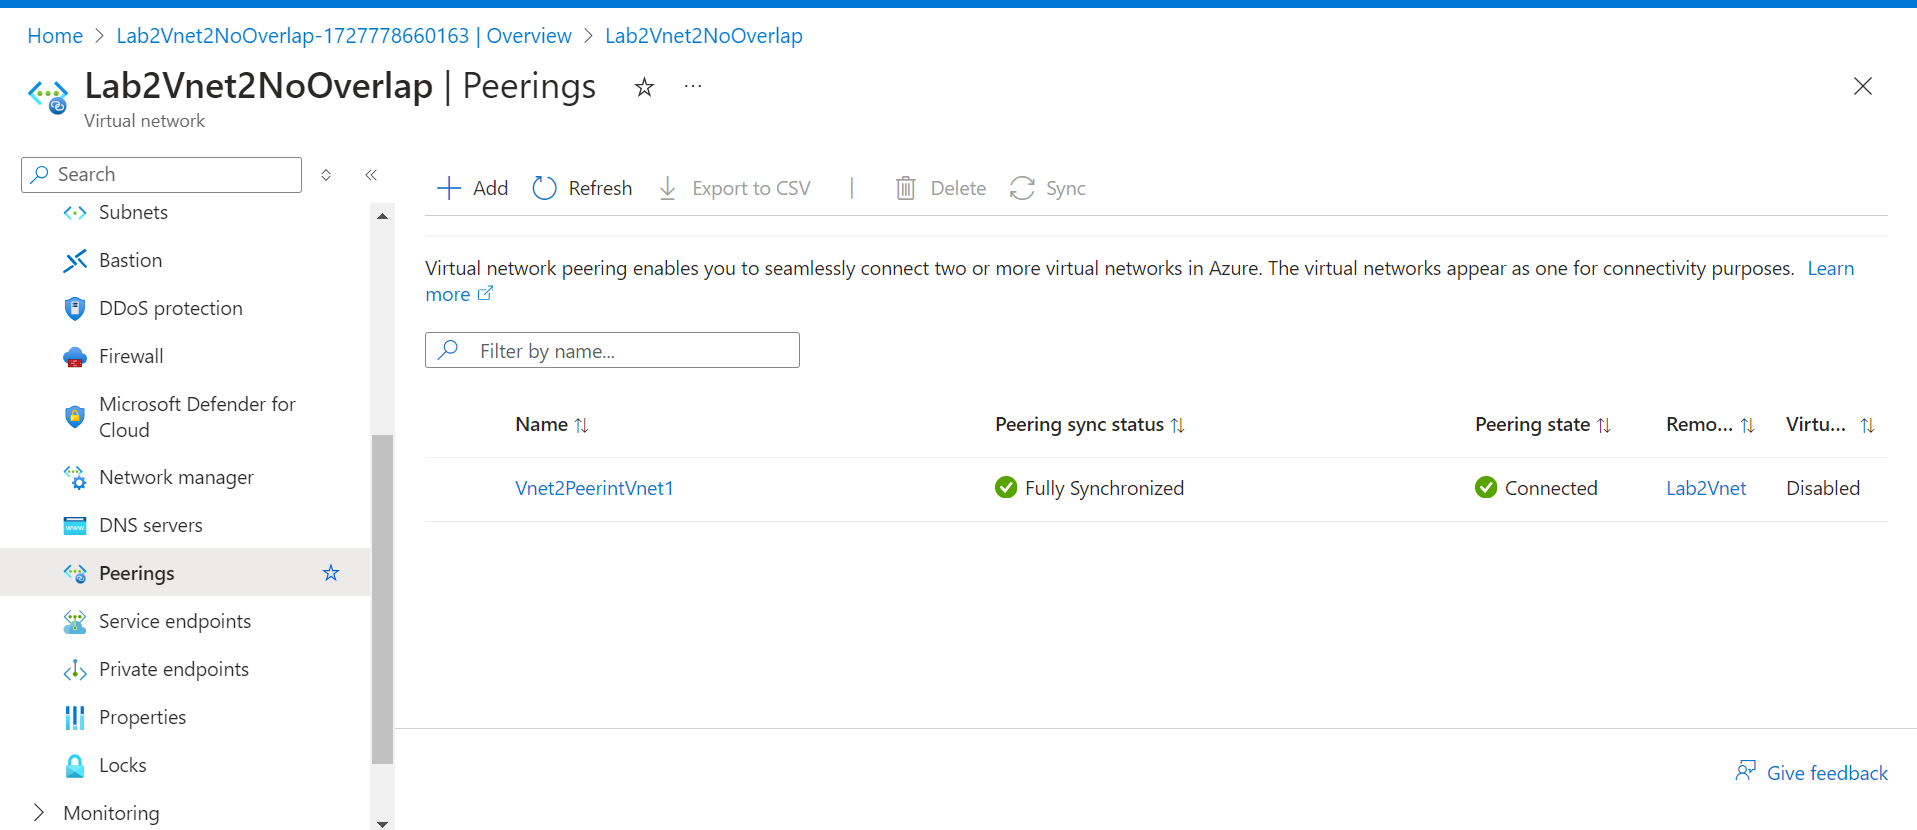 Home > Lab2Vnet2NoOverlap-1727778660163 | Overview > Lab2Vnet2NoOverlap
Lab2Vnet2NoOverlap | Peerings ☆ ...
Virtual network
Search
Subnets
Bastion
DDoS protection
Firewall
Microsoft Defender for
Cloud
Network manager
DNS servers
Peerings
Service endpoints
Private endpoints
Properties
Locks
Monitoring
Add Refresh Export to CSV | Delete Sync
Virtual network peering enables you to seamlessly connect two or more virtual networks in Azure. The virtual networks appear as one for connectivity purposes. Learn
more
Filter by name...
Name Peering sync status Peering state Remo... Virtu...
Vnet2PeerintVnet1 Fully Synchronized Connected Lab2Vnet Disabled
Give feedback